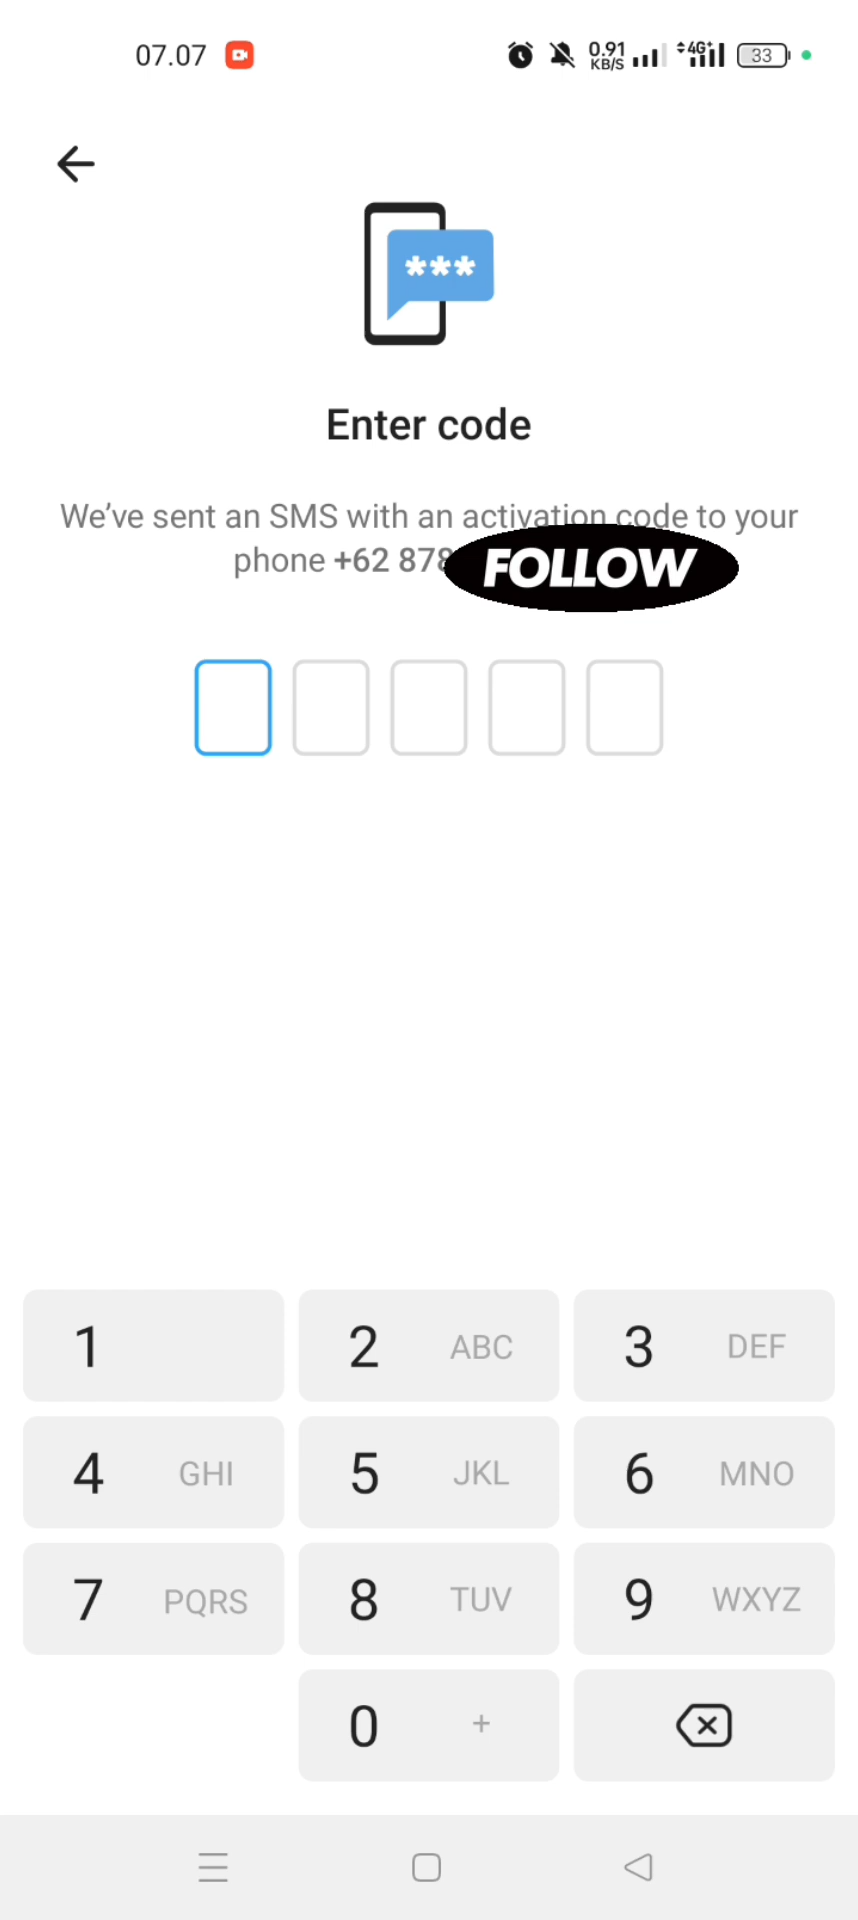 07.07
0.91
KB/S
4G+
33
***
Enter code
We've sent an SMS with an activation code to your
phone +62 878
FOLLOW
1
2 ABC
3 DEF
4 GHI
5 JKL
6 MNO
7 PQRS
8 TUV
9 WXYZ
0 +